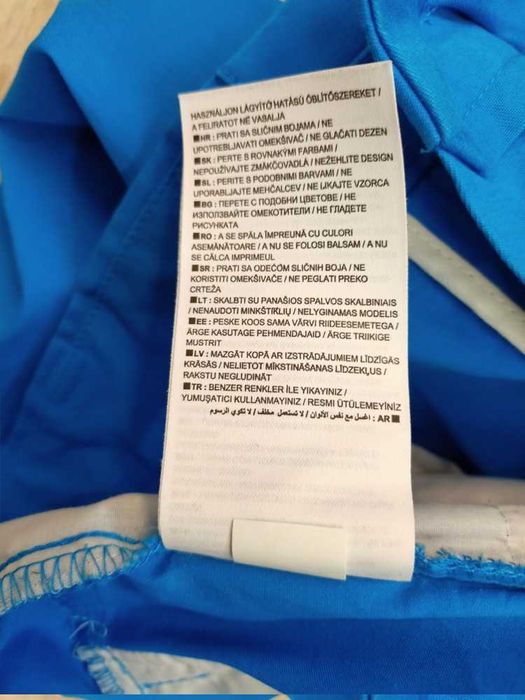 HASZNÁLJON LÁGYÍTÓ HATÁSÚ ÖBLÍTŐSZEREKET /
A FELIRATOT NE VASALJA
■HR : PRATI SA SLIČNIM BOJAMA / NE
UPOTREBLJAVATI OMEKŠIVAČ / NE GLAČATI DEZEN
■SK : PERTE S ROVNAKÝMI FARBAMI /
NEPOUŽÍVAJTE ZMÄKČOVADLÁ / NEŽEHLITE DESIGN
■SL : PERITE S PODOBNIMI BARVAMI / NE
UPORABLJAJTE MEHČALCEV / NE LIKAJTE VZORCA
■BG : ПЕРЕТЕ С ПОДОБНИ ЦВЕТОВЕ / НЕ
ИЗПОЛЗВАЙТЕ ОМЕКОТИТЕЛИ / НЕ ГЛАДЕТЕ
РИСУНКАТА
■RO : A SE SPĂLA ÎMPREUNĂ CU CULORI
ASEMĂNĂTOARE / A NU SE FOLOSI BALSAM / A NU
SE CĂLCA IMPRIMEUL
■SR : PRATI SA ODEĆOM SLIČNIH BOJA / NE
KORISTITI OMEKŠIVAČE / NE PEGLATI PREKO
CRTEŽA
■LT : SKALBTI SU PANAŠIOS SPALVOS SKALBINIAIS
/ NENAUDOTI MINKŠTIKLIŲ / NELYGINAMAS MODELIS
■EE : PESKE KOOS SAMA VÄRVI RIIDEESEMETEGA /
ÄRGE KASUTAGE PEHMENDAJAID / ÄRGE TRIIKIGE
MUSTRIT
■LV : MAZGĀT KOPĀ AR IZSTRĀDĀJUMIEM LĪDZĪGAS
KRĀSĀS / NELIETOT MĪKSTINĀŠANAS LĪDZEKĻUS /
RAKSTU NEGLUDINĀT
■TR : BENZER RENKLER İLE YIKAYINIZ /
YUMUŞATICI KULLANMAYINIZ / RESMI ÜTÜLEMEYİNİZ
■AR : اغسل مع نفس الألوان / لا تستعمل مخلف / لا تكوي الرسوم